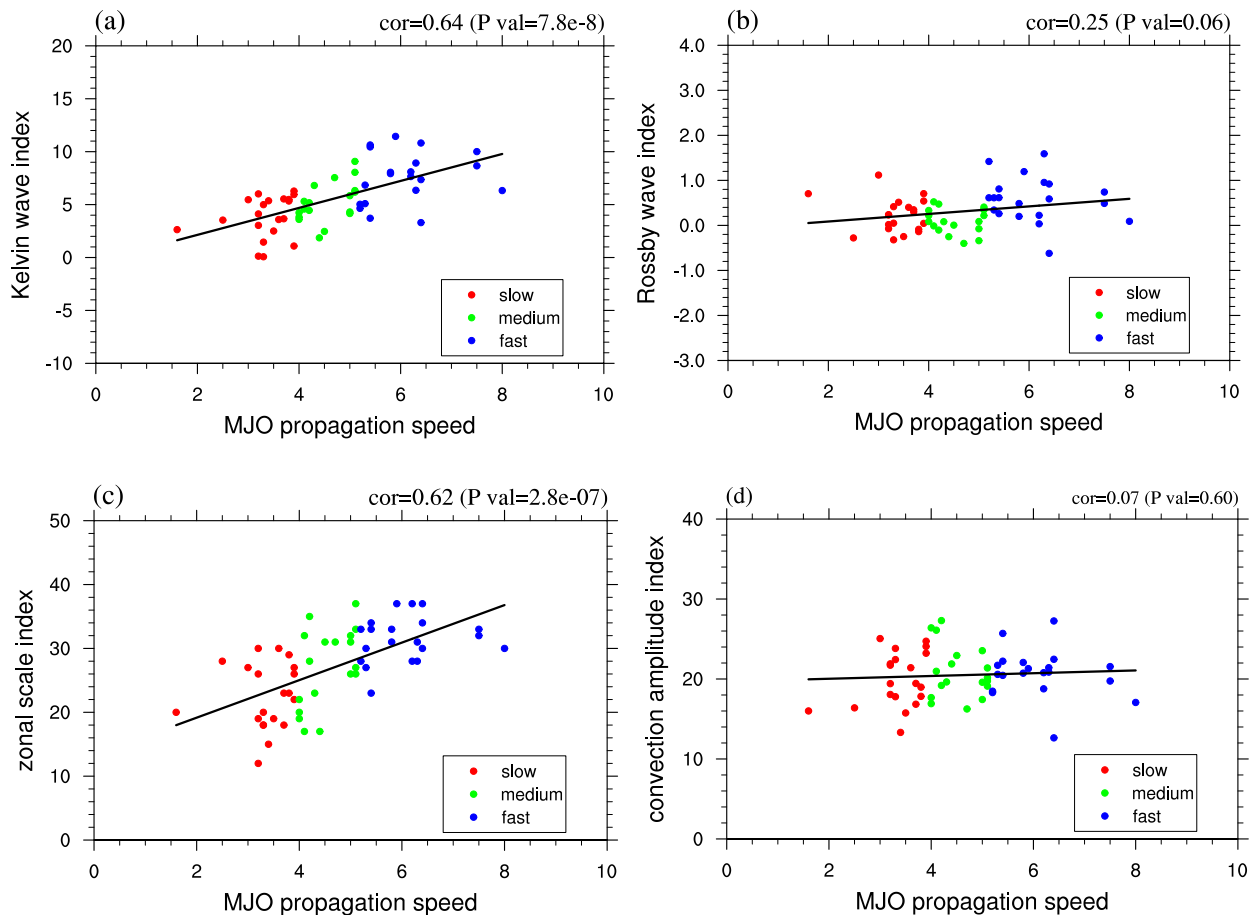 (a) cor=0.64 (P val=7.8e-8)
20
15
10
5
0
-5
-10
Kelvin wave index
slow
medium
fast
0 2 4 6 8 10
MJO propagation speed
(b) cor=0.25 (P val=0.06)
4.0
3.0
2.0
1.0
0.0
-1.0
-2.0
-3.0
Rossby wave index
slow
medium
fast
0 2 4 6 8 10
MJO propagation speed
(c) cor=0.62 (P val=2.8e-07)
50
40
30
20
10
0
zonal scale index
slow
medium
fast
0 2 4 6 8 10
MJO propagation speed
(d) cor=0.07 (P val=0.60)
40
30
20
10
0
convection amplitude index
slow
medium
fast
0 2 4 6 8 10
MJO propagation speed